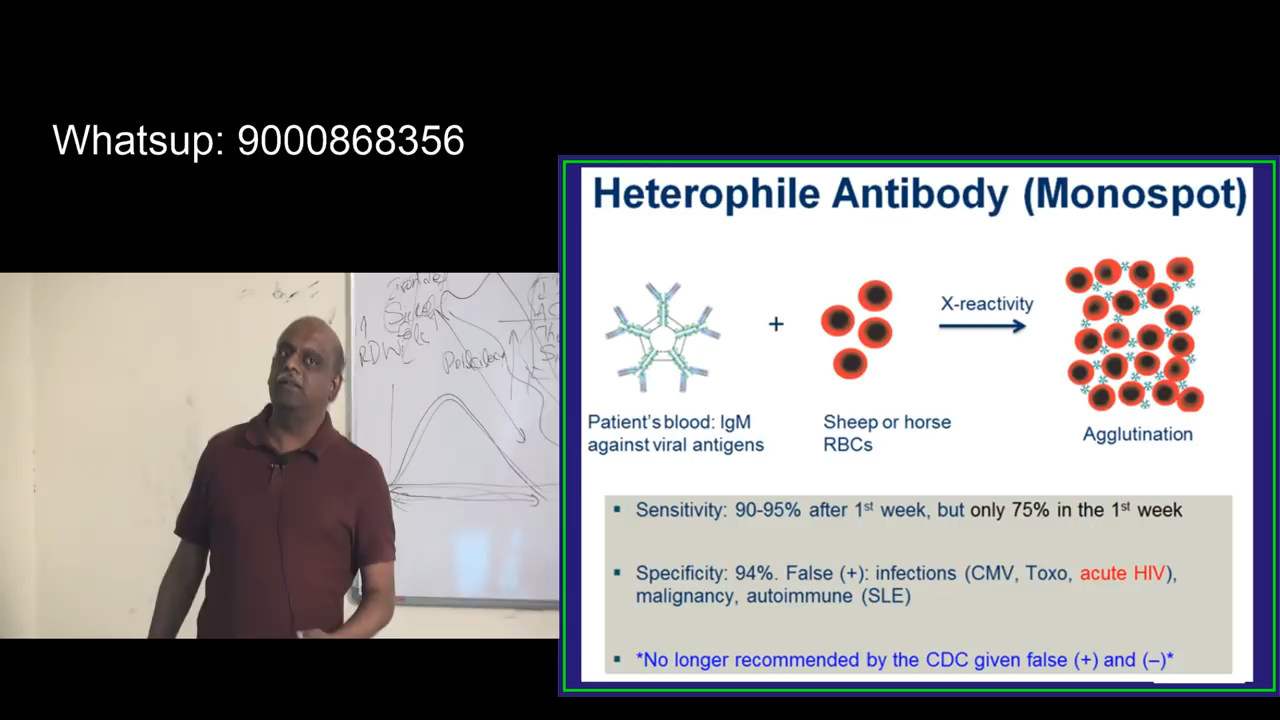 Whatsup: 9000868356
Heterophile Antibody (Monospot)
+
X-reactivity
Patient's blood: IgM
against viral antigens
Sheep or horse
RBCs
Agglutination
▪ Sensitivity: 90-95% after 1st week, but only 75% in the 1st week
▪ Specificity: 94%. False (+): infections (CMV, Toxo, acute HIV),
malignancy, autoimmune (SLE)
▪ *No longer recommended by the CDC given false (+) and (–)*
↑
RDW